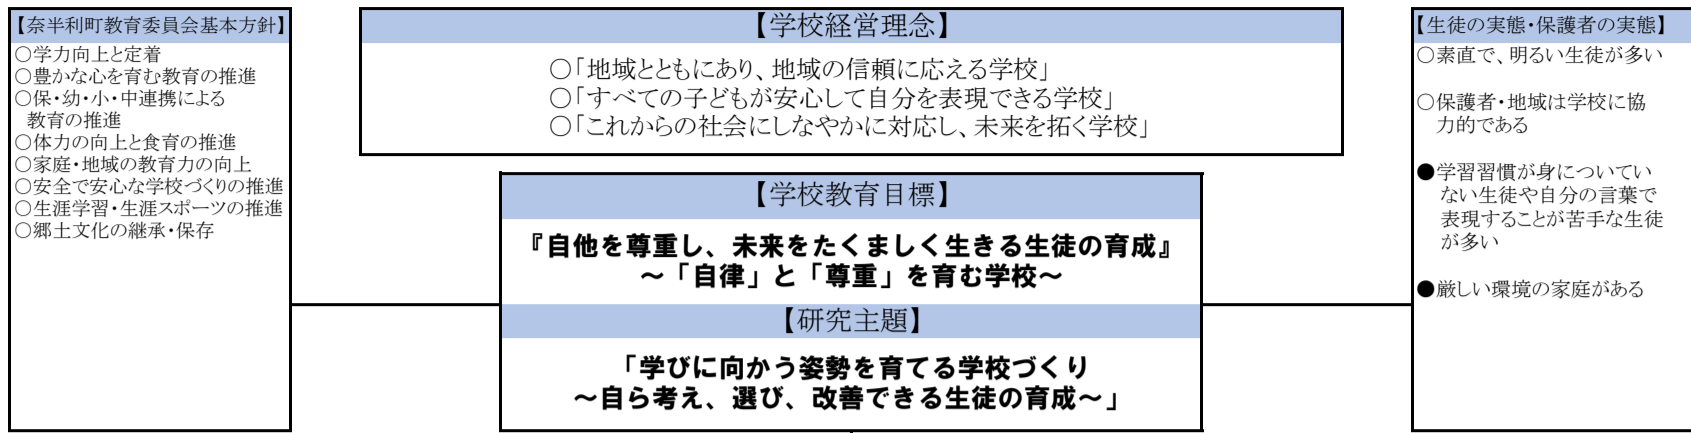 【奈半利町教育委員会基本方針】
○学力向上と定着
○豊かな心を育む教育の推進
○保・幼・小・中連携による
教育の推進
○体力の向上と食育の推進
○家庭・地域の教育力の向上
○安全で安心な学校づくりの推進
○生涯学習・生涯スポーツの推進
○郷土文化の継承・保存
【学校経営理念】
○「地域とともにあり、地域の信頼に応える学校」
○「すべての子どもが安心して自分を表現できる学校」
○「これからの社会にしなやかに対応し、未来を拓く学校」
【学校教育目標】
『自他を尊重し、未来をたくましく生きる生徒の育成』
～「自律」と「尊重」を育む学校～
【研究主題】
「学びに向かう姿勢を育てる学校づくり
～自ら考え、選び、改善できる生徒の育成～」
【生徒の実態・保護者の実態】
○素直で、明るい生徒が多い
○保護者・地域は学校に協
力的である
●学習習慣が身についてい
ない生徒や自分の言葉で
表現することが苦手な生徒
が多い
●厳しい環境の家庭がある